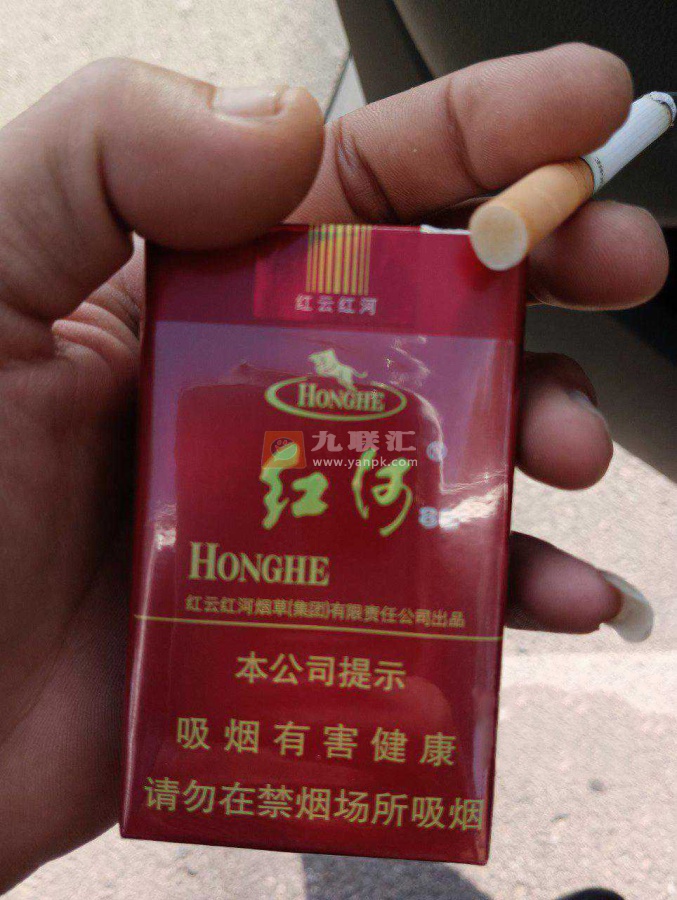 红云红河
HONGHE
九联汇
www.yanpk.com
红河
HONGHE
红云红河烟草(集团)有限责任公司出品
本公司提示
吸烟有害健康
请勿在禁烟场所吸烟